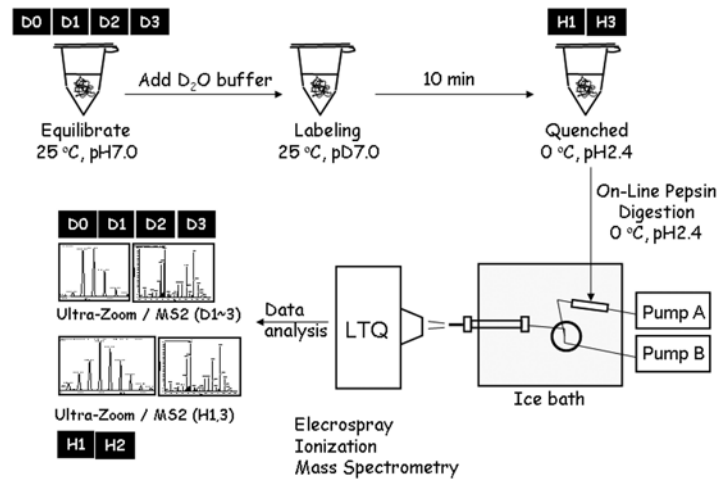 D0 D1 D2 D3
H1 H3
Add D₂O buffer
10 min
Equilibrate
25 °C, pH7.0
Labeling
25 °C, pD7.0
Quenched
0 °C, pH2.4
On-Line Pepsin
Digestion
0 °C, pH2.4
D0 D1 D2 D3
Ultra-Zoom / MS2 (D1~3)
Data
analysis
LTQ
Pump A
Pump B
Ice bath
Ultra-Zoom / MS2 (H1,3)
H1 H2
Elecrospray
Ionization
Mass Spectrometry